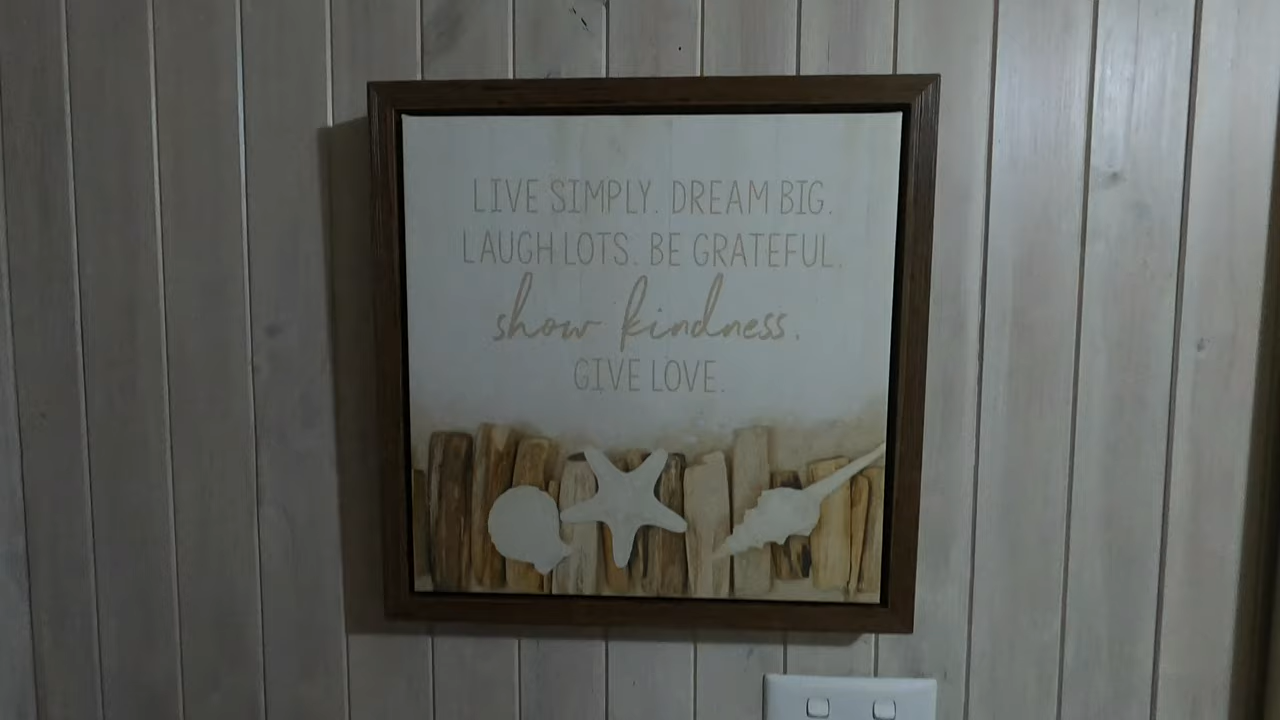 LIVE SIMPLY. DREAM BIG.
LAUGH LOTS. BE GRATEFUL.
show kindness.
GIVE LOVE.